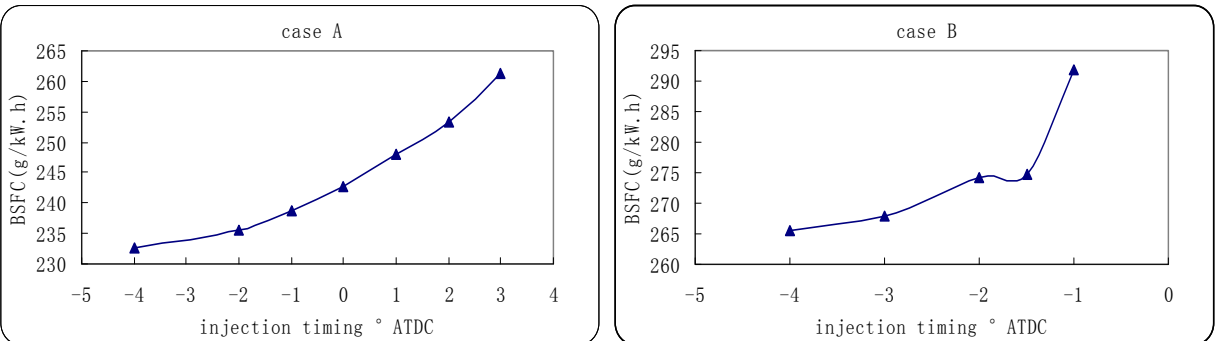 case A
265
260
255
250
245
240
235
230
BSFC(g/kW.h)
-5 -4 -3 -2 -1 0 1 2 3 4
injection timing ° ATDC
case B
295
290
285
280
275
270
265
260
BSFC(g/kW.h)
-5 -4 -3 -2 -1 0
injection timing ° ATDC